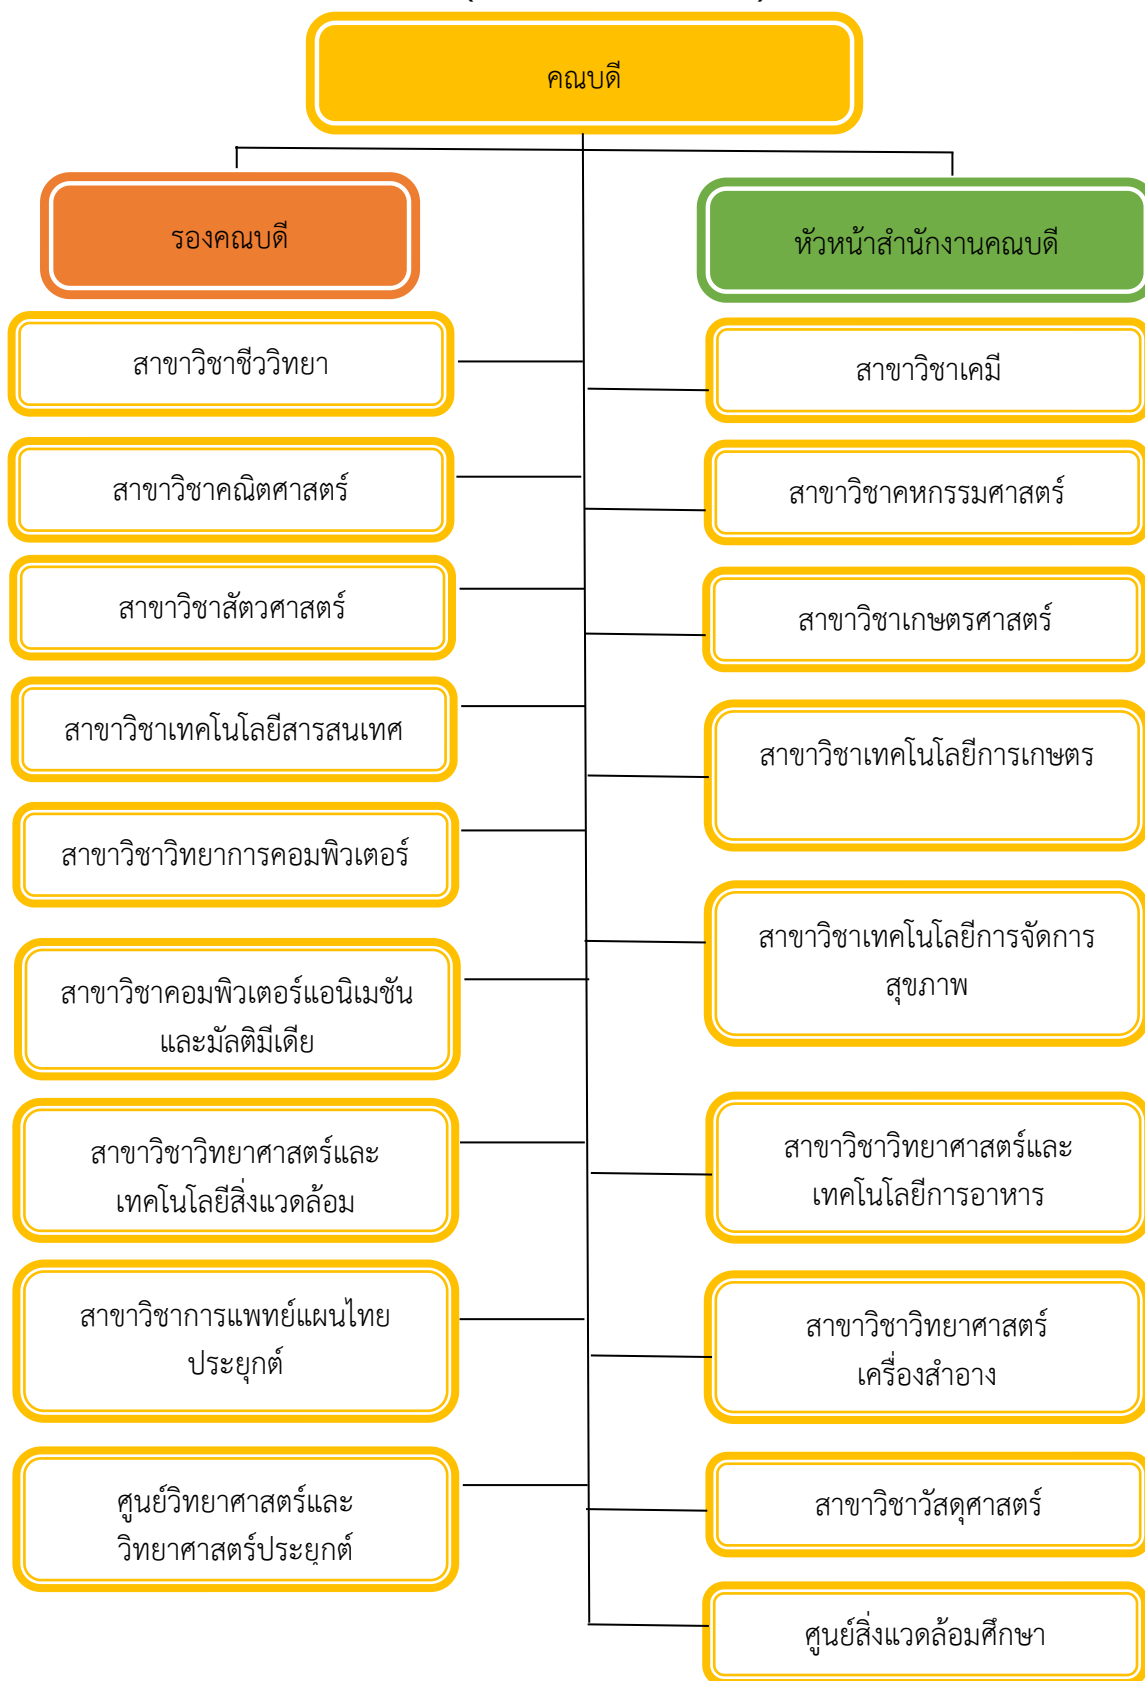 คณบดี
รองคณบดี
หัวหน้าสำนักงานคณบดี
สาขาวิชาชีววิทยา
สาขาวิชาเคมี
สาขาวิชาคณิตศาสตร์
สาขาวิชาคหกรรมศาสตร์
สาขาวิชาสัตวศาสตร์
สาขาวิชาเกษตรศาสตร์
สาขาวิชาเทคโนโลยีสารสนเทศ
สาขาวิชาเทคโนโลยีการเกษตร
สาขาวิชาวิทยาการคอมพิวเตอร์
สาขาวิชาเทคโนโลยีการจัดการ
สุขภาพ
สาขาวิชาคอมพิวเตอร์แอนิเมชัน
และมัลติมีเดีย
สาขาวิชาวิทยาศาสตร์และ
เทคโนโลยีสิ่งแวดล้อม
สาขาวิชาวิทยาศาสตร์และ
เทคโนโลยีการอาหาร
สาขาวิชาการแพทย์แผนไทย
ประยุกต์
สาขาวิชาวิทยาศาสตร์
เครื่องสำอาง
ศูนย์วิทยาศาสตร์และ
วิทยาศาสตร์ประยุกต์
สาขาวิชาวัสดุศาสตร์
ศูนย์สิ่งแวดล้อมศึกษา